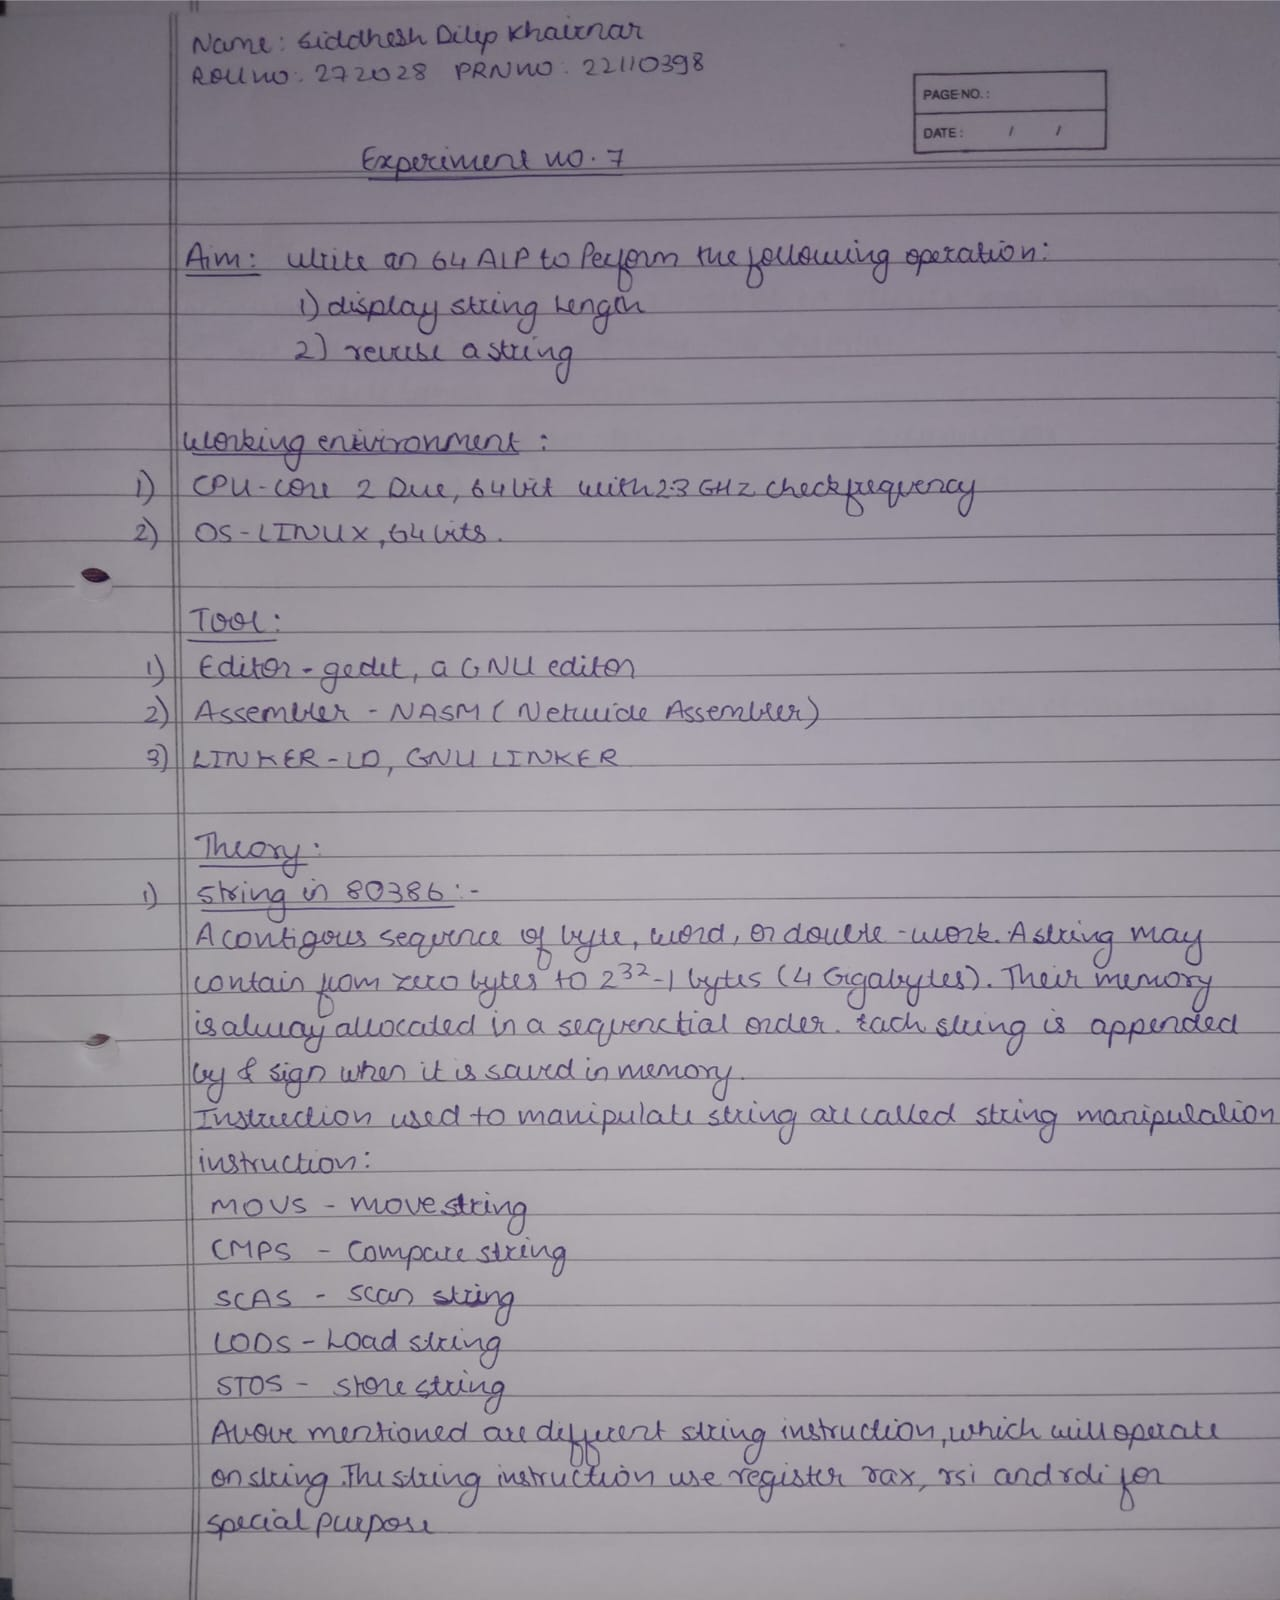 Name: Siddhesh Dilip Khairnar
Roll no: 272028 PRN no: 22110398
PAGE NO.:
DATE: / /
Experiment no. 7
Aim: Write an 64 ALP to Perform the following operation:
1) display string Length
2) reverse a string
Working enivironment :
1) CPU-core 2 Due, 64 bit with 2.3 GHz check frequency
2) OS-LINUX, 64 bits.
Tool:
1) Editor - gedit, a GNU editor
2) Assembler - NASM ( Netwide Assembler)
3) LINKER - LD, GNU LINKER
Theory:
1) String in 80386 :-
A contigous sequence of byte, word, or double - work. A string may
contain from zero bytes to 2^32-1 bytes (4 Gigabytes). Their memory
is alway allocated in a sequenctial order. Each string is appended
by & sign when it is saved in memory.
Instruction used to manipulate string are called string manipulation
instruction:
MOVS - move string
CMPS - Compare string
SCAS - scan string
LODS - Load string
STOS - store string
Above mentioned are different string instruction, which will operate
on string. The string instruction use register rax, rsi and rdi for
special purpose